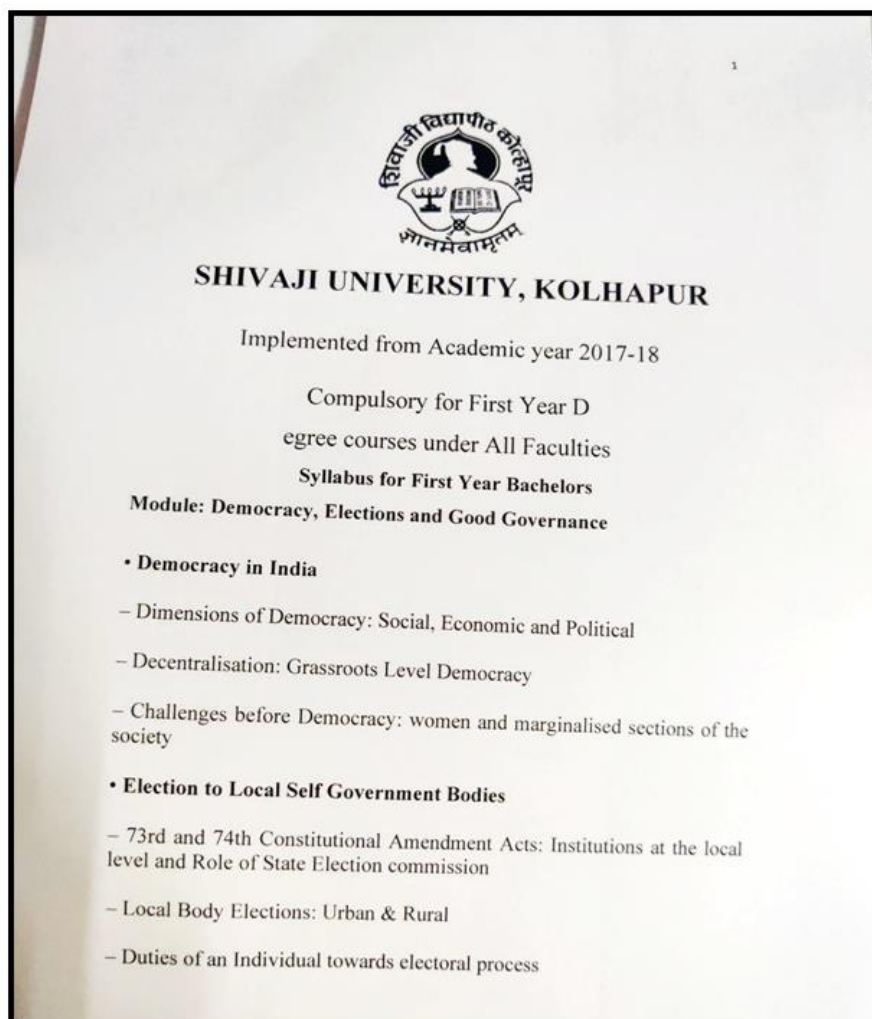 1
शिवाजी विद्यापीठ कोल्हापूर
ज्ञानमेवामृतम्
SHIVAJI UNIVERSITY, KOLHAPUR
Implemented from Academic year 2017-18
Compulsory for First Year D
egree courses under All Faculties
Syllabus for First Year Bachelors
Module: Democracy, Elections and Good Governance
• Democracy in India
– Dimensions of Democracy: Social, Economic and Political
– Decentralisation: Grassroots Level Democracy
– Challenges before Democracy: women and marginalised sections of the
society
• Election to Local Self Government Bodies
– 73rd and 74th Constitutional Amendment Acts: Institutions at the local
level and Role of State Election commission
– Local Body Elections: Urban & Rural
– Duties of an Individual towards electoral process